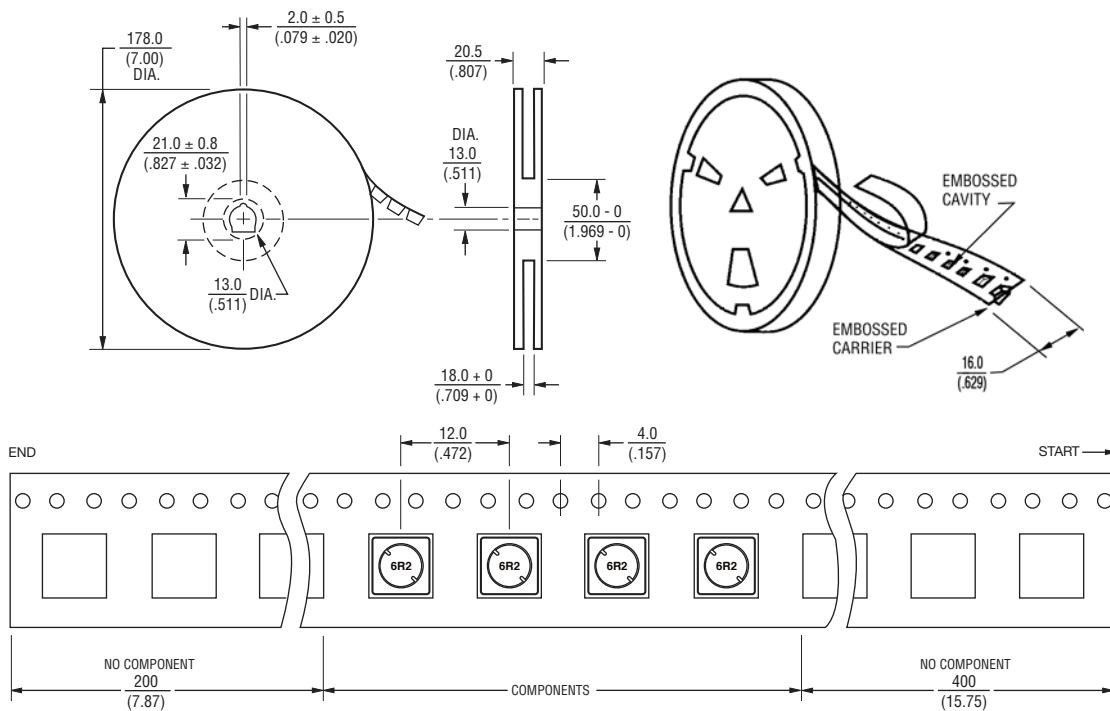 2.0 ± 0.5
(.079 ± .020)
178.0
(7.00)
DIA.
20.5
(.807)
21.0 ± 0.8
(.827 ± .032)
DIA.
13.0
(.511)
50.0 - 0
(1.969 - 0)
13.0
(.511)
DIA.
18.0 + 0
(.709 + 0)
EMBOSSED
CAVITY
EMBOSSED
CARRIER
16.0
(.629)
END
12.0
(.472)
4.0
(.157)
START
6R2
6R2
6R2
6R2
NO COMPONENT
200
(7.87)
COMPONENTS
NO COMPONENT
400
(15.75)